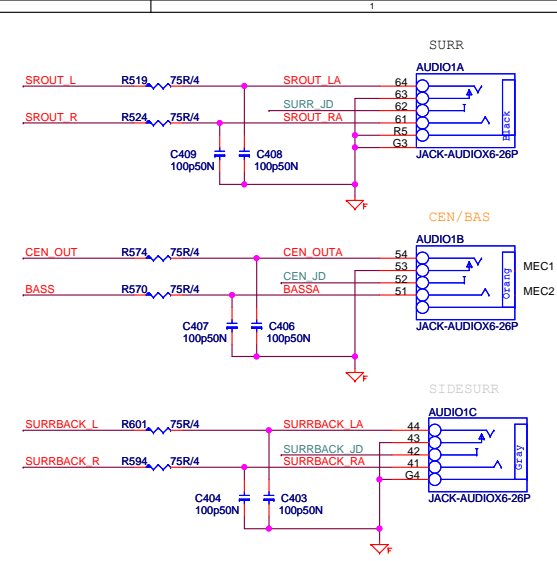 1
SURR
AUDIO1A
SROUT_L R519 75R/4 SROUT_LA 64
63
SURR_JD 62
SROUT_R R524 75R/4 SROUT_RA 61
R5
G3
Black
C409 C408
100p50N 100p50N
JACK-AUDIOX6-26P
F
CEN/BAS
AUDIO1B
CEN_OUT R574 75R/4 CEN_OUTA 54
53
MEC1
CEN_JD 52
BASS R570 75R/4 BASSA 51
MEC2
Orang
C407 C406
100p50N 100p50N
JACK-AUDIOX6-26P
F
SIDESURR
AUDIO1C
SURRBACK_L R601 75R/4 SURRBACK_LA 44
43
SURRBACK_JD 42
SURRBACK_R R594 75R/4 SURRBACK_RA 41
G4
Gray
C404 C403
100p50N 100p50N
JACK-AUDIOX6-26P
F